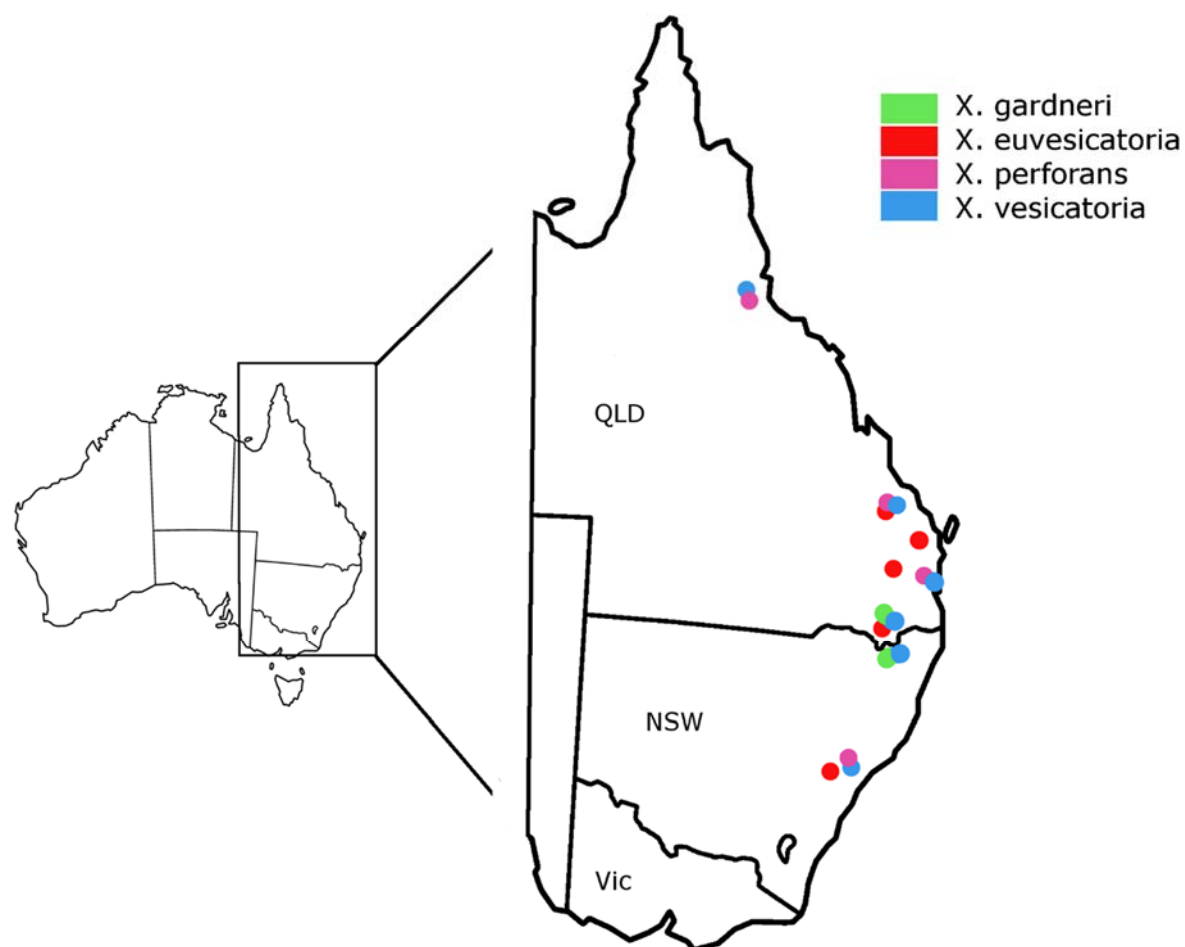 X. gardneri
X. euvesicatoria
X. perforans
X. vesicatoria
QLD
NSW
Vic